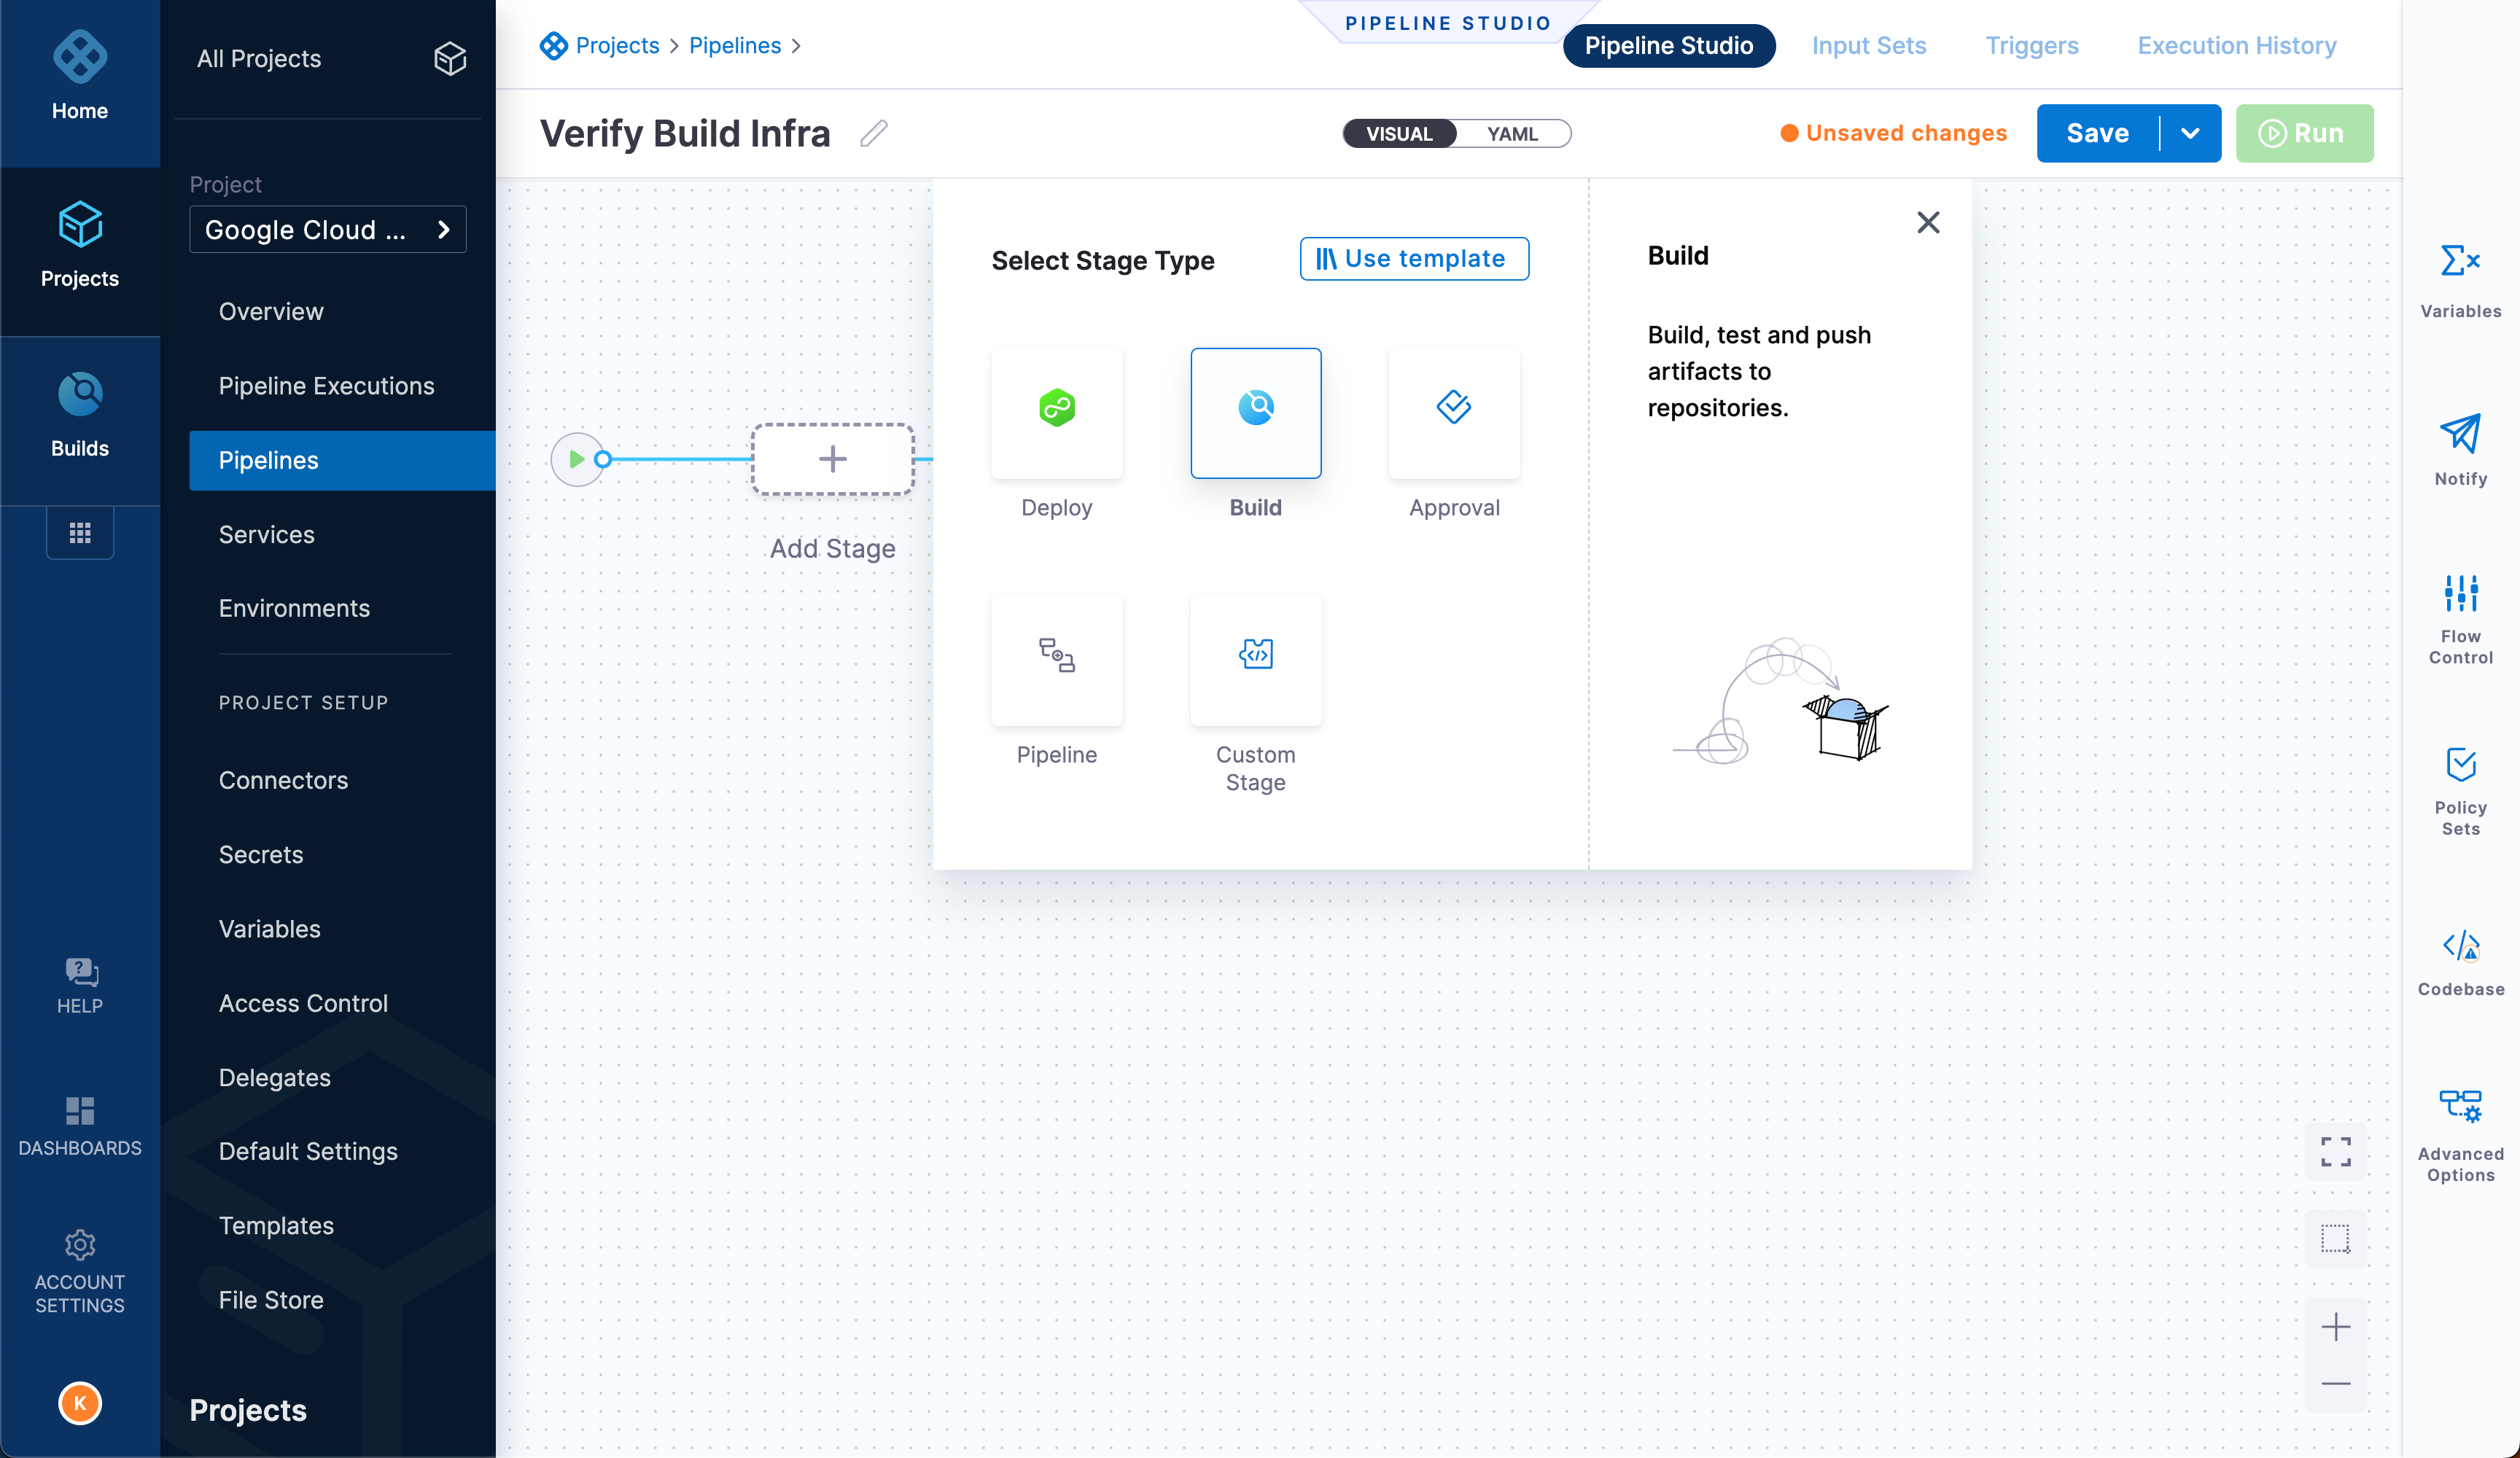 Home
Projects
Builds
HELP
DASHBOARDS
ACCOUNT
SETTINGS
K
All Projects
Project
Google Cloud ...
Overview
Pipeline Executions
Pipelines
Services
Environments
PROJECT SETUP
Connectors
Secrets
Variables
Access Control
Delegates
Default Settings
Templates
File Store
Projects
Projects > Pipelines >
PIPELINE STUDIO
Pipeline Studio
Input Sets
Triggers
Execution History
Verify Build Infra
VISUAL
YAML
Unsaved changes
Save
Run
Add Stage
Select Stage Type
Use template
Deploy
Build
Approval
Pipeline
Custom
Stage
Build
Build, test and push
artifacts to
repositories.
Variables
Notify
Flow
Control
Policy
Sets
Codebase
Advanced
Options